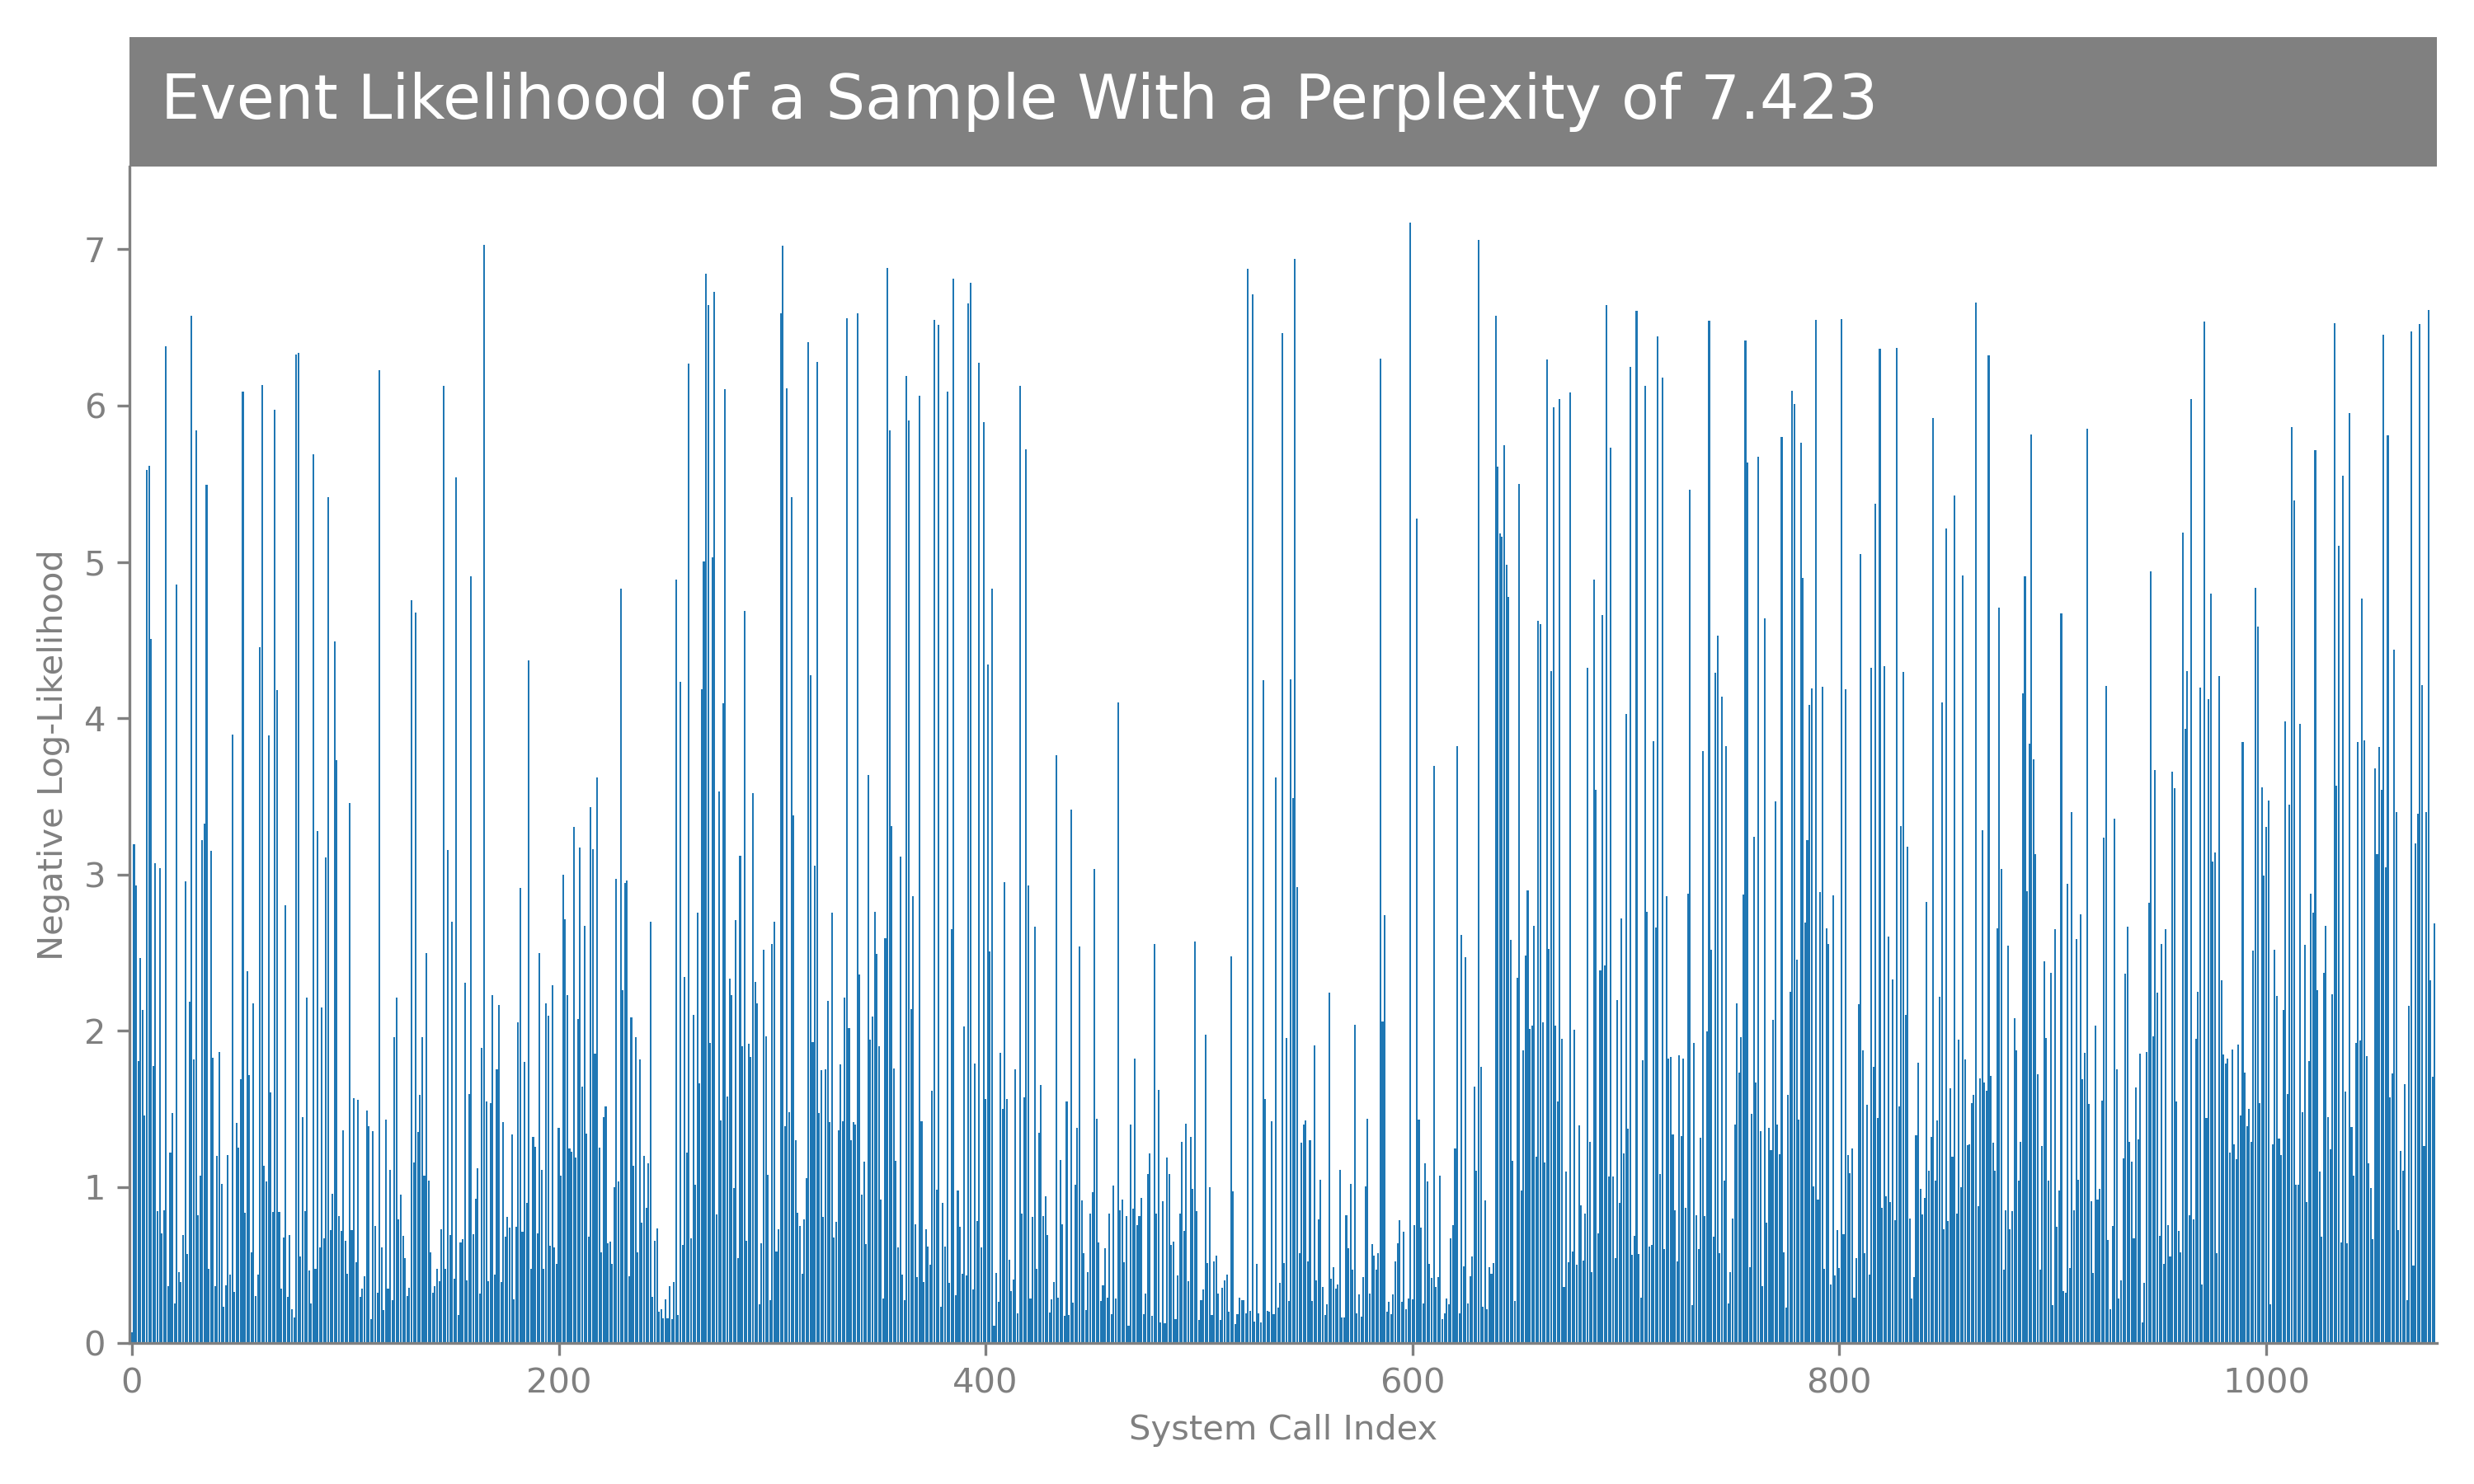 Event Likelihood of a Sample With a Perplexity of 7.423
Negative Log-Likelihood
7
6
5
4
3
2
1
0
0 200 400 600 800 1000
System Call Index